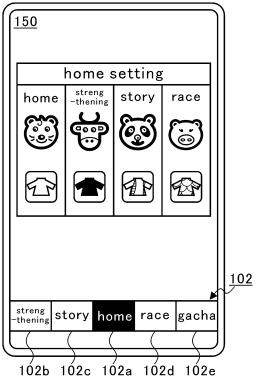 150
home setting
home streng-thening story race
102
streng-thening story home race gacha
102b 102c 102a 102d 102e